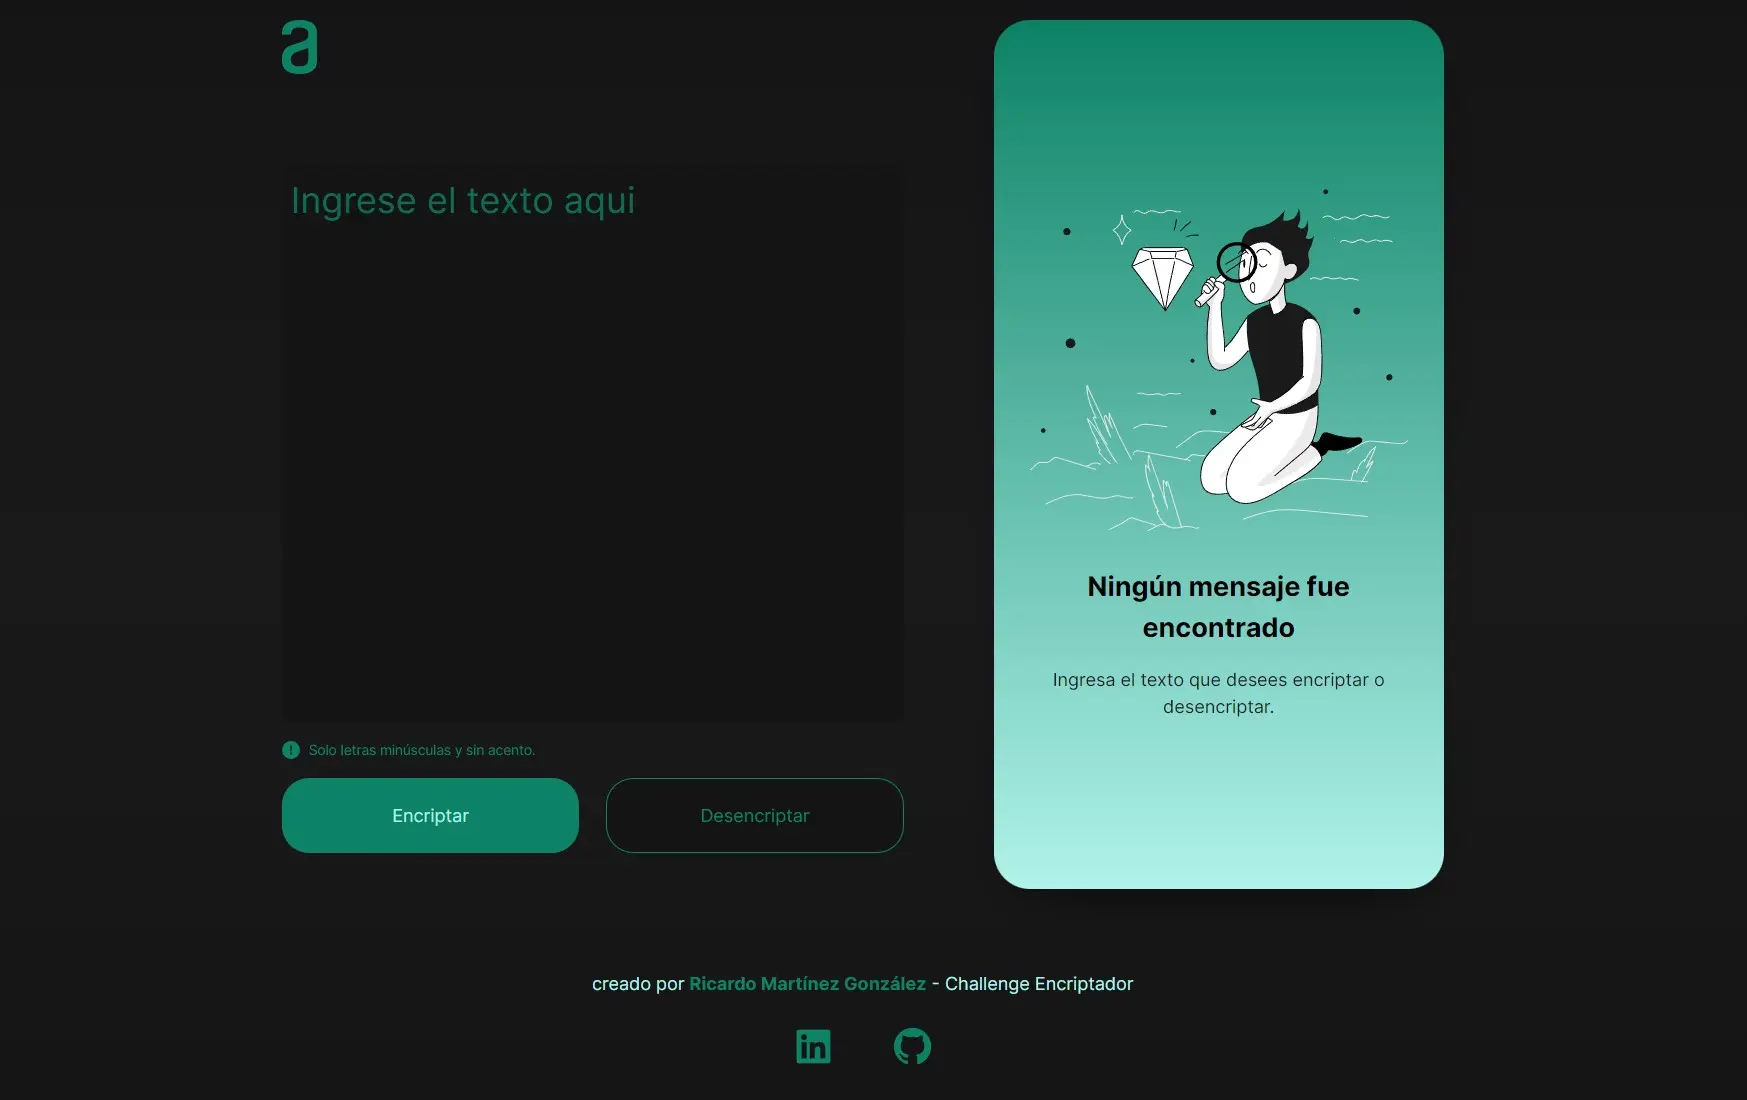 a
Ingrese el texto aqui
Solo letras minúsculas y sin acento.
Encriptar
Desencriptar
Ningún mensaje fue
encontrado
Ingresa el texto que desees encriptar o
desencriptar.
creado por Ricardo Martínez González - Challenge Encriptador
in